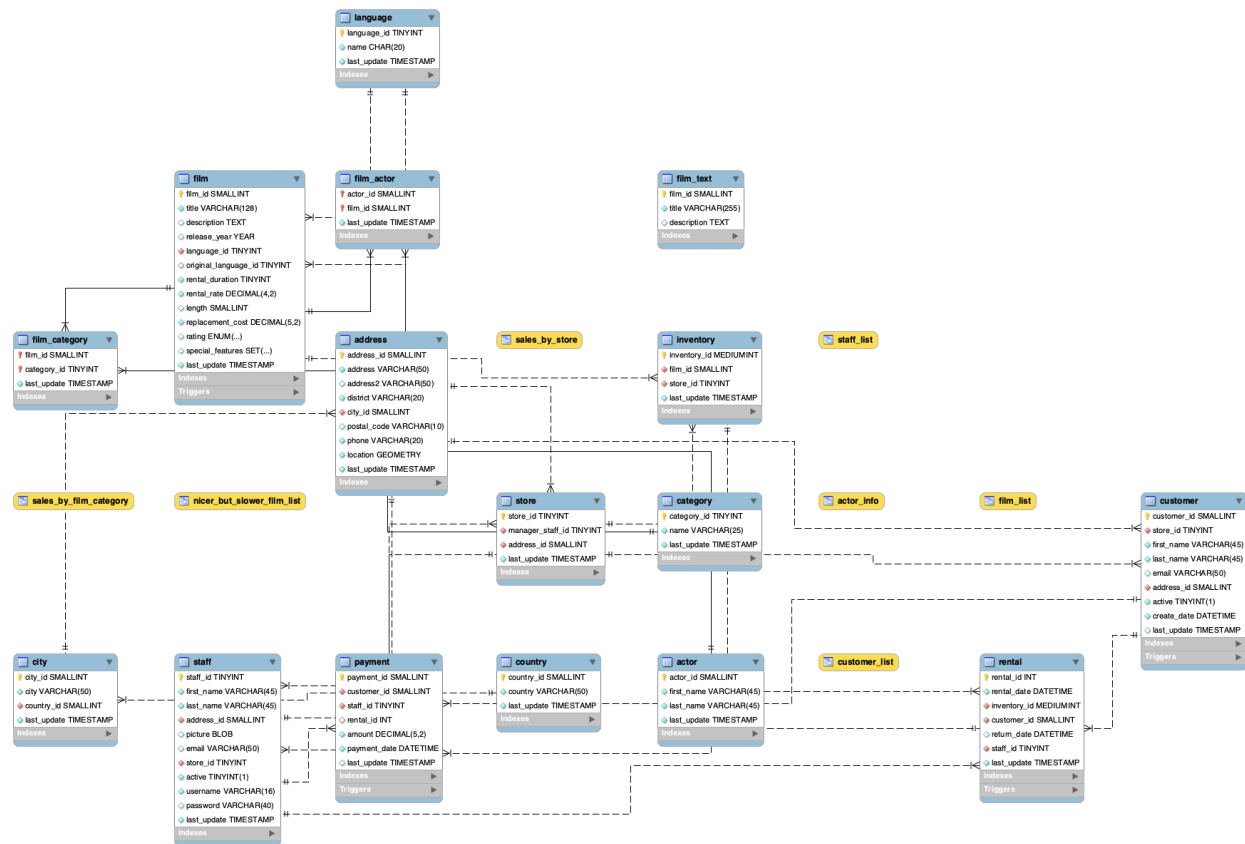 language
language_id TINYINT
name CHAR(20)
last_update TIMESTAMP
Indexes
film
film_id SMALLINT
title VARCHAR(128)
description TEXT
release_year YEAR
language_id TINYINT
original_language_id TINYINT
rental_duration TINYINT
rental_rate DECIMAL(4,2)
length SMALLINT
replacement_cost DECIMAL(5,2)
rating ENUM(...)
special_features SET(...)
last_update TIMESTAMP
Indexes
Triggers
film_actor
actor_id SMALLINT
film_id SMALLINT
last_update TIMESTAMP
Indexes
film_text
film_id SMALLINT
title VARCHAR(255)
description TEXT
Indexes
film_category
film_id SMALLINT
category_id TINYINT
last_update TIMESTAMP
Indexes
address
address_id SMALLINT
address VARCHAR(50)
address2 VARCHAR(50)
district VARCHAR(20)
city_id SMALLINT
postal_code VARCHAR(10)
phone VARCHAR(20)
location GEOMETRY
last_update TIMESTAMP
Indexes
sales_by_store
inventory
inventory_id MEDIUMINT
film_id SMALLINT
store_id TINYINT
last_update TIMESTAMP
Indexes
staff_list
sales_by_film_category
nicer_but_slower_film_list
store
store_id TINYINT
manager_staff_id TINYINT
address_id SMALLINT
last_update TIMESTAMP
Indexes
category
category_id TINYINT
name VARCHAR(25)
last_update TIMESTAMP
Indexes
actor_info
film_list
customer
customer_id SMALLINT
store_id TINYINT
first_name VARCHAR(45)
last_name VARCHAR(45)
email VARCHAR(50)
address_id SMALLINT
active TINYINT(1)
create_date DATETIME
last_update TIMESTAMP
Indexes
Triggers
city
city_id SMALLINT
city VARCHAR(50)
country_id SMALLINT
last_update TIMESTAMP
Indexes
staff
staff_id TINYINT
first_name VARCHAR(45)
last_name VARCHAR(45)
address_id SMALLINT
picture BLOB
email VARCHAR(50)
store_id TINYINT
active TINYINT(1)
username VARCHAR(16)
password VARCHAR(40)
last_update TIMESTAMP
Indexes
payment
payment_id SMALLINT
customer_id SMALLINT
staff_id TINYINT
rental_id INT
amount DECIMAL(5,2)
payment_date DATETIME
last_update TIMESTAMP
Indexes
Triggers
country
country_id SMALLINT
country VARCHAR(50)
last_update TIMESTAMP
Indexes
actor
actor_id SMALLINT
first_name VARCHAR(45)
last_name VARCHAR(45)
last_update TIMESTAMP
Indexes
customer_list
rental
rental_id INT
rental_date DATETIME
inventory_id MEDIUMINT
customer_id SMALLINT
return_date DATETIME
staff_id TINYINT
last_update TIMESTAMP
Indexes
Triggers